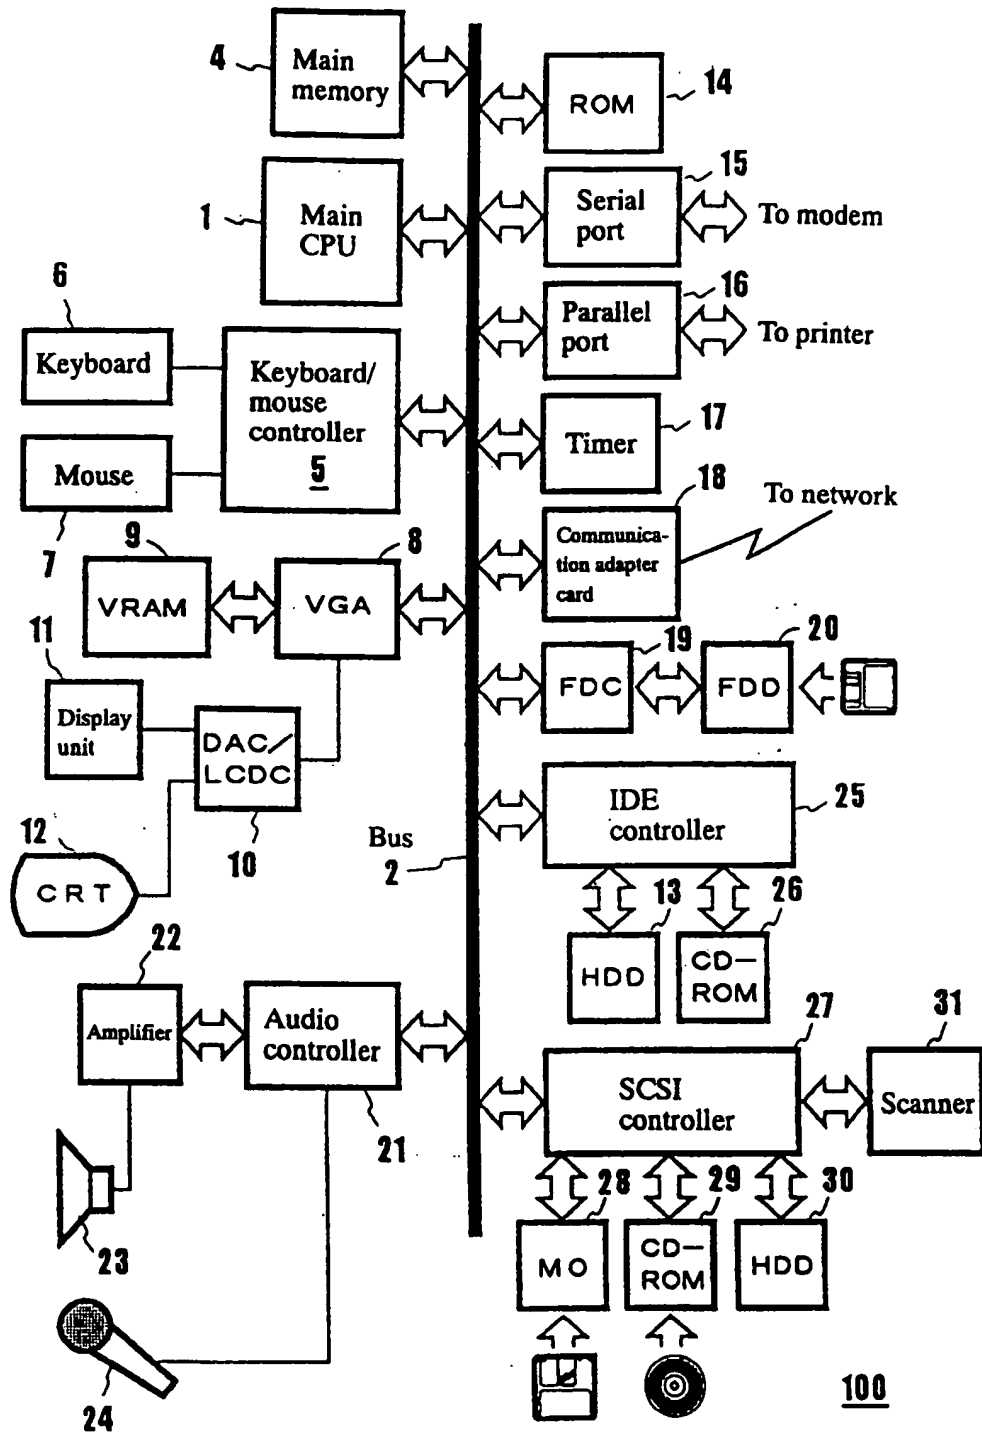 4
Main
memory
ROM
14
1
Main
CPU
15
Serial
port
To modem
6
Keyboard
16
Parallel
port
To printer
Keyboard/
mouse
controller
5
Mouse
7
17
Timer
18
Communica-
tion adapter
card
To network
9
VRAM
8
VGA
11
Display
unit
DAC/
LCDC
10
19
FDC
20
FDD
12
CRT
Bus
2
IDE
controller
25
13
HDD
26
CD-
ROM
22
Amplifier
Audio
controller
21
27
SCSI
controller
31
Scanner
23
28
MO
29
CD-
ROM
30
HDD
24
100